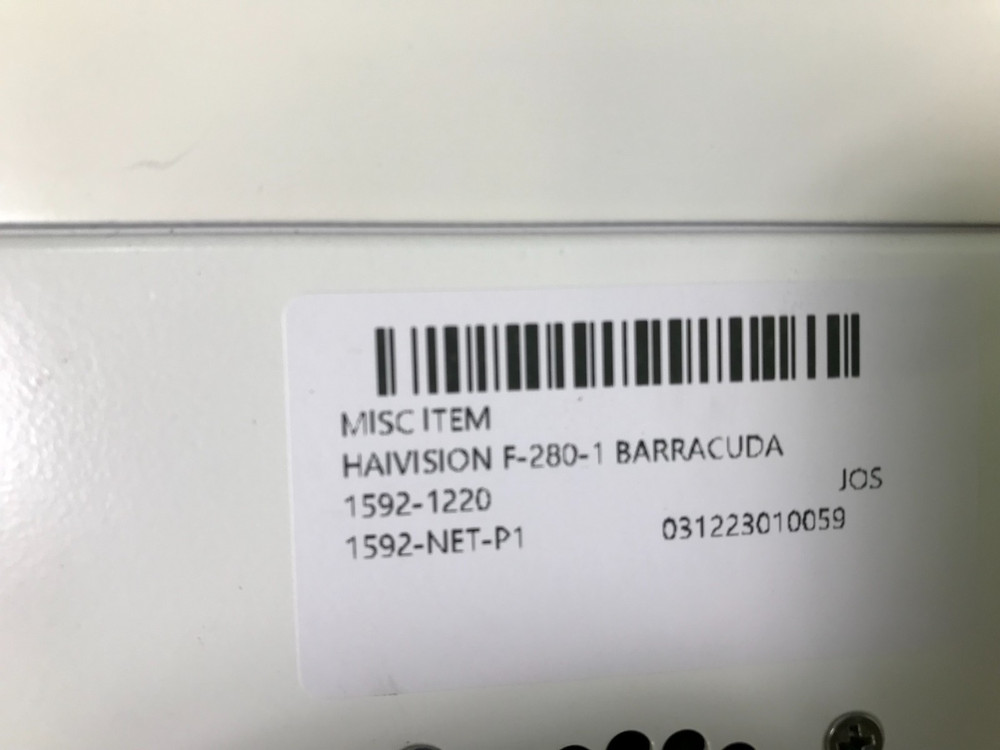 MISC ITEM
HAIVISION F-280-1 BARRACUDA
JOS
1592-1220
1592-NET-P1 031223010059